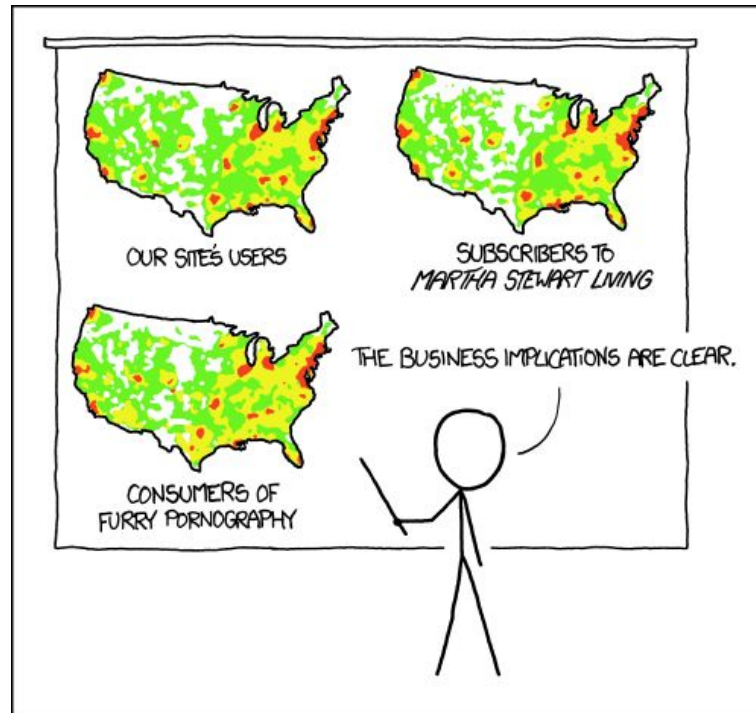 OUR SITE'S USERS
SUBSCRIBERS TO
MARTHA STEWART LIVING
THE BUSINESS IMPLICATIONS ARE CLEAR.
CONSUMERS OF
FURRY PORNOGRAPHY